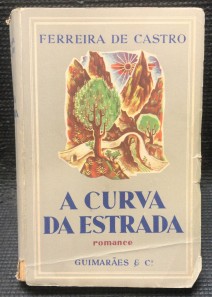 FERREIRA DE CASTRO
A CURVA
DA ESTRADA
romance
GUIMARÃES & Cª